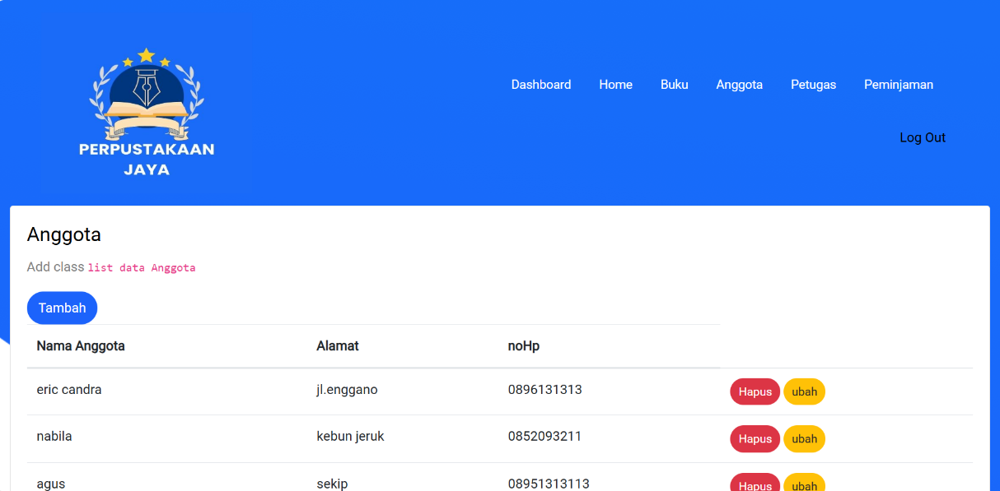 PERPUSTAKAAN
JAYA
Dashboard Home Buku Anggota Petugas Peminjaman
Log Out
Anggota
Add class list data Anggota
Tambah
Nama Anggota Alamat noHp
eric candra jl.enggano 0896131313 Hapus ubah
nabila kebun jeruk 0852093211 Hapus ubah
agus sekip 08951313113 Hapus ubah